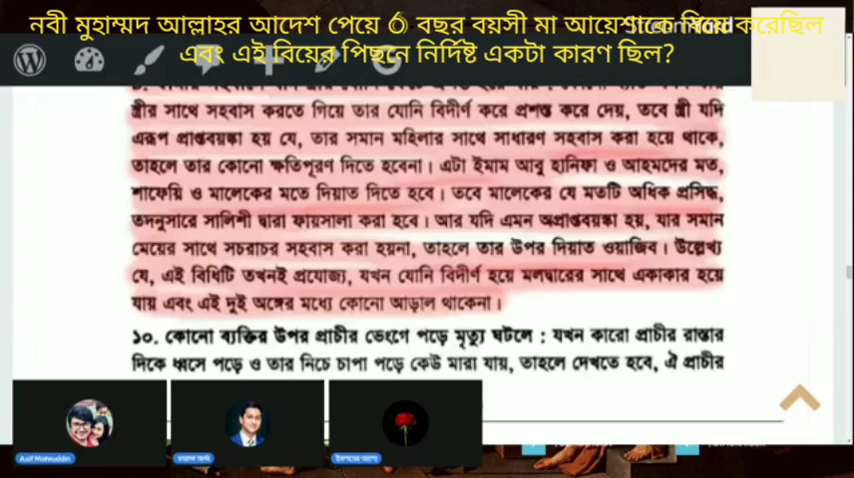 নবী মুহাম্মদ আল্লাহর আদেশ পেয়ে 6 বছর বয়সী মা আয়েশাকে বিয়ে করেছিল
এবং এই বিয়ের পিছনে নির্দিষ্ট একটা কারণ ছিল?
স্ত্রীর সাথে সহবাস করতে গিয়ে তার যোনি বিদীর্ণ করে প্রশস্ত করে দেয়, তবে স্ত্রী যদি
এরূপ প্রাপ্তবয়স্কা হয় যে, তার সমান মহিলার সাথে সাধারণ সহবাস করা হয়ে থাকে,
তাহলে তার কোনো ক্ষতিপূরণ দিতে হবেনা। এটা ইমাম আবু হানিফা ও আহমদের মত,
শাফেয়ি ও মালেকের মতে দিয়াত দিতে হবে। তবে মালেকের যে মতটি অধিক প্রসিদ্ধ,
তদনুসারে সালিশী দ্বারা ফায়সালা করা হবে। আর যদি এমন অপ্রাপ্তবয়স্কা হয়, যার সমান
মেয়ের সাথে সচরাচর সহবাস করা হয়না, তাহলে তার উপর দিয়াত ওয়াজিব। উল্লেখ্য
যে, এই বিধিটি তখনই প্রযোজ্য, যখন যোনি বিদীর্ণ হয়ে মলদ্বারের সাথে একাকার হয়ে
যায় এবং এই দুই অঙ্গের মধ্যে কোনো আড়াল থাকেনা।
১০. কোনো ব্যক্তির উপর প্রাচীর ভেংগে পড়ে মৃত্যু ঘটলে : যখন কারো প্রাচীর রাস্তার
দিকে ধ্বসে পড়ে ও তার নিচে চাপা পড়ে কেউ মারা যায়, তাহলে দেখতে হবে, ঐ প্রাচীর
Asif Mohiuddin